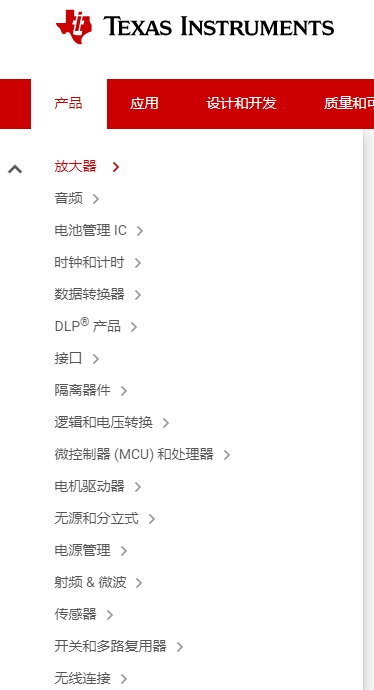 TEXAS INSTRUMENTS
产品 应用 设计和开发 质量和可
放大器
音频
电池管理 IC
时钟和计时
数据转换器
DLP® 产品
接口
隔离器件
逻辑和电压转换
微控制器 (MCU) 和处理器
电机驱动器
无源和分立式
电源管理
射频 & 微波
传感器
开关和多路复用器
无线连接